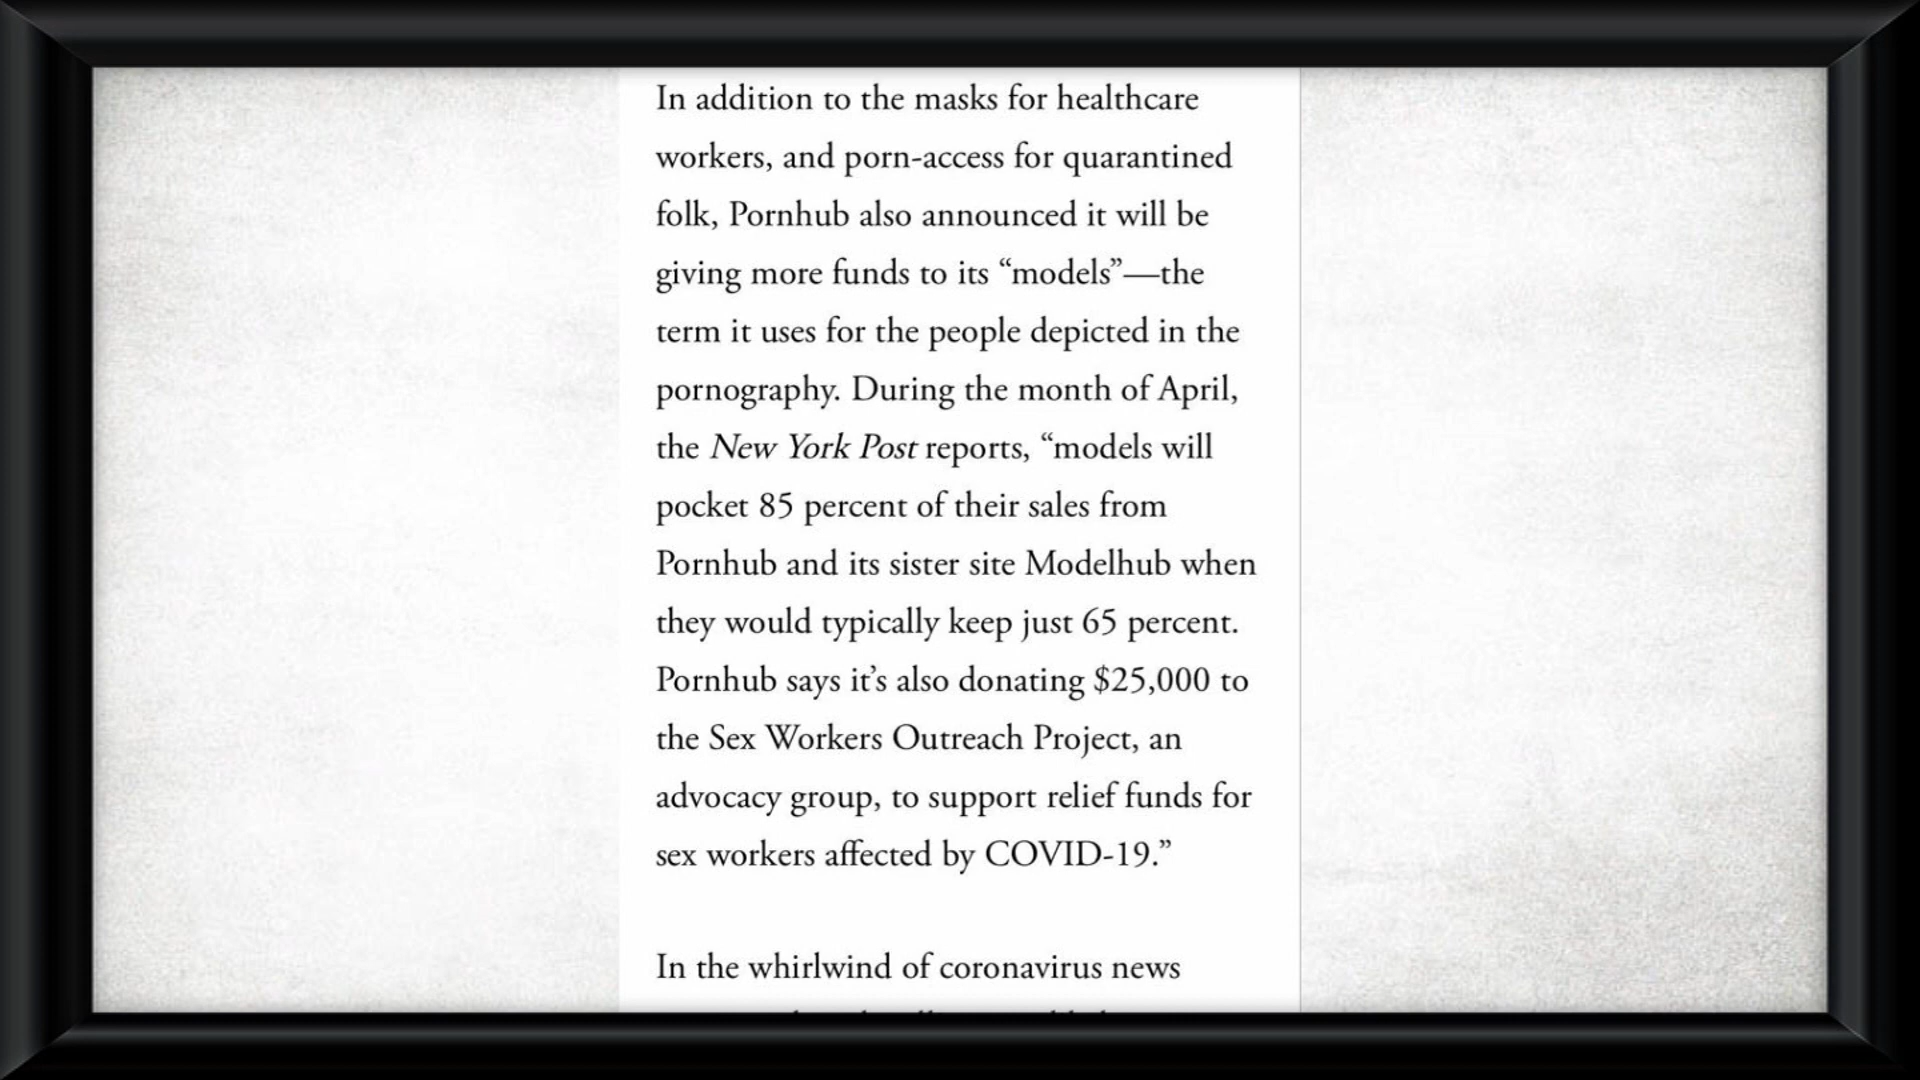 In addition to the masks for healthcare
workers, and porn-access for quarantined
folk, Pornhub also announced it will be
giving more funds to its “models”—the
term it uses for the people depicted in the
pornography. During the month of April,
the New York Post reports, “models will
pocket 85 percent of their sales from
Pornhub and its sister site Modelhub when
they would typically keep just 65 percent.
Pornhub says it’s also donating $25,000 to
the Sex Workers Outreach Project, an
advocacy group, to support relief funds for
sex workers affected by COVID-19.”
In the whirlwind of coronavirus news